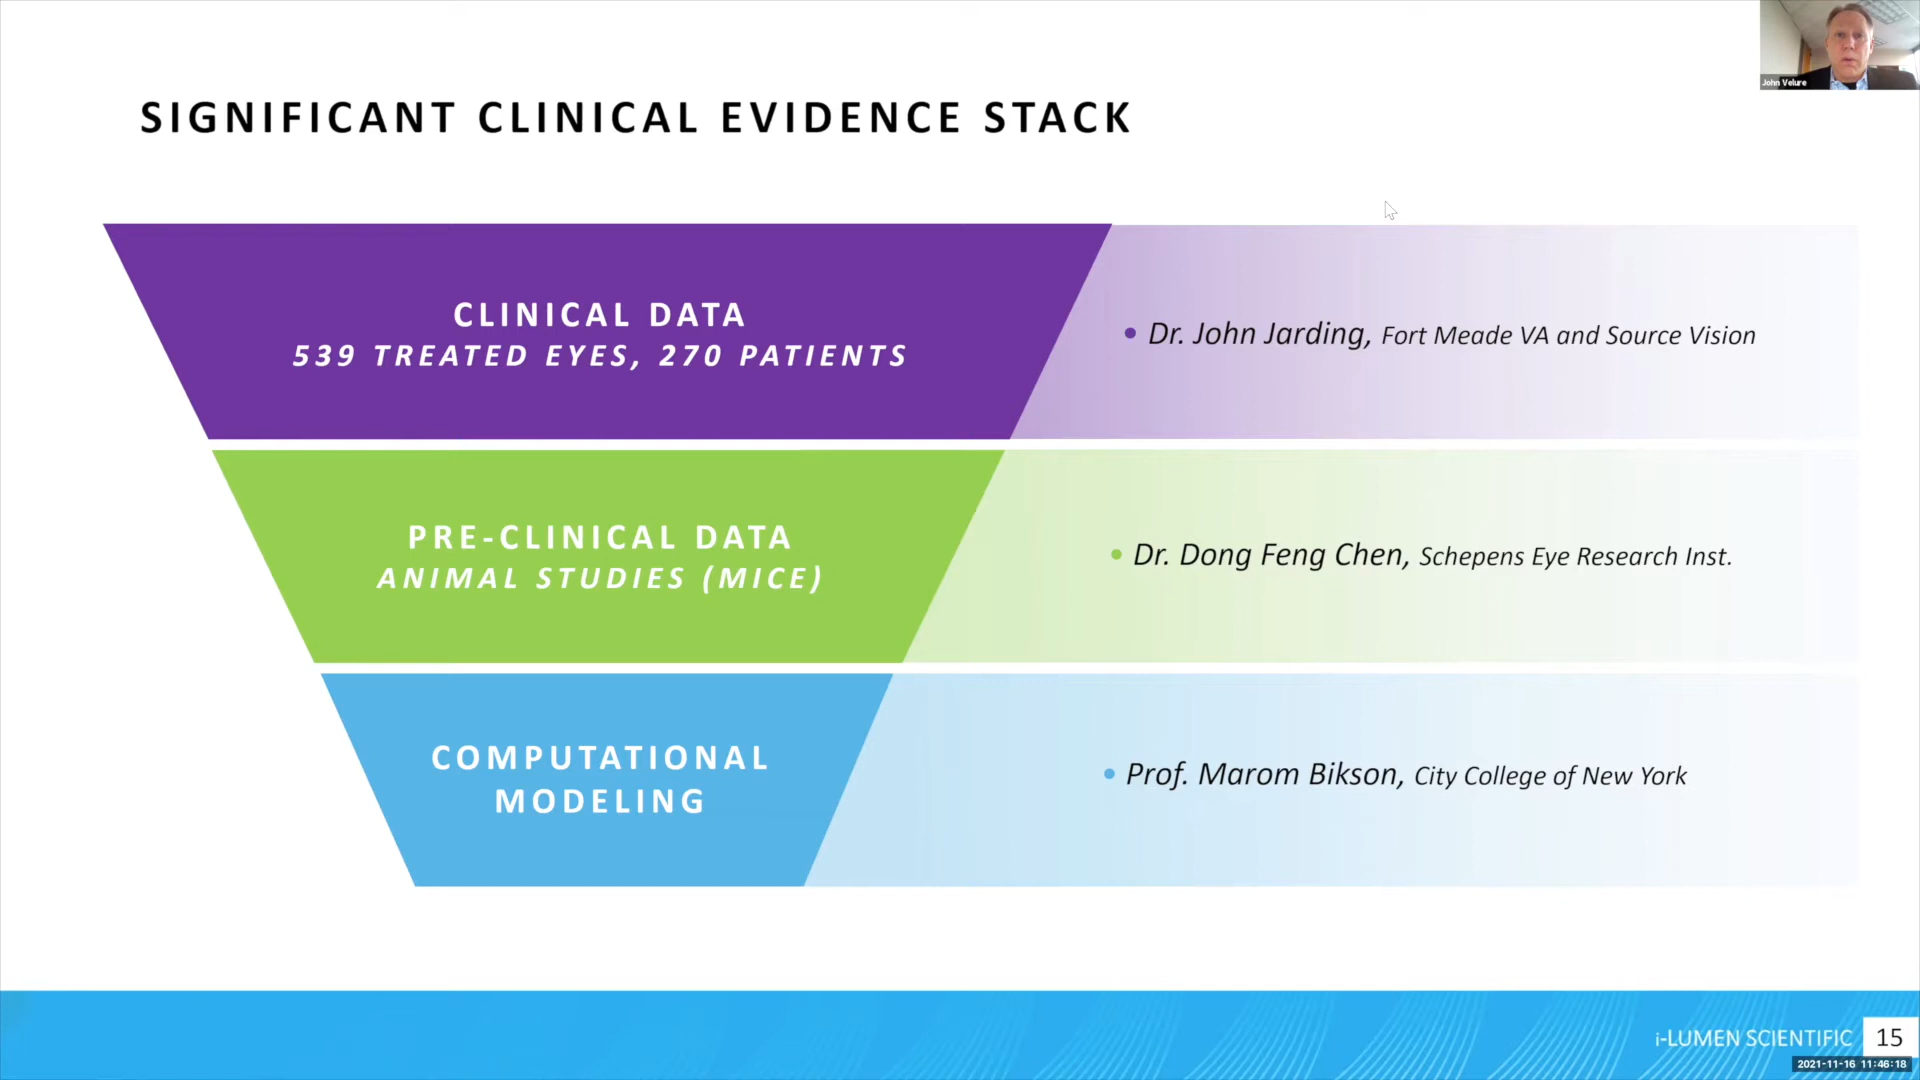 John Velure
SIGNIFICANT CLINICAL EVIDENCE STACK
CLINICAL DATA
539 TREATED EYES, 270 PATIENTS
• Dr. John Jarding, Fort Meade VA and Source Vision
PRE-CLINICAL DATA
ANIMAL STUDIES (MICE)
• Dr. Dong Feng Chen, Schepens Eye Research Inst.
COMPUTATIONAL
MODELING
• Prof. Marom Bikson, City College of New York
i-LUMEN SCIENTIFIC
15
2021-11-16 11:46:18